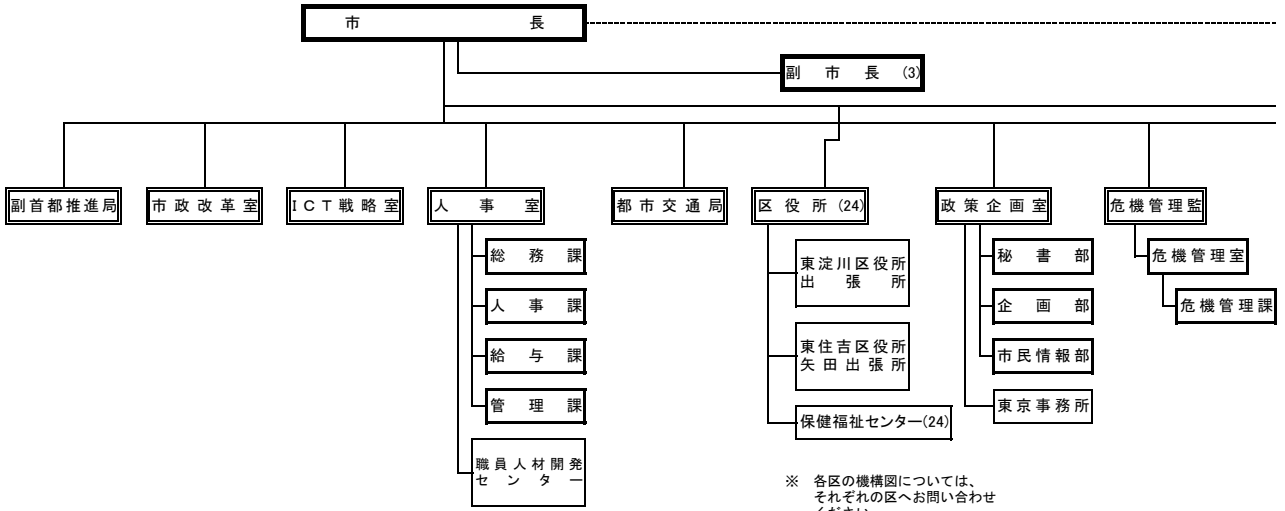 市長
副市長 (3)
副首都推進局
市政改革室
ICT戦略室
人事室
都市交通局
区役所 (24)
政策企画室
危機管理監
総務課
人事課
給与課
管理課
職員人材開発
センター
東淀川区役所
出張所
東住吉区役所
矢田出張所
保健福祉センター(24)
秘書部
企画部
市民情報部
東京事務所
危機管理室
危機管理課
※ 各区の機構図については、
それぞれの区へお問い合わせ
ください